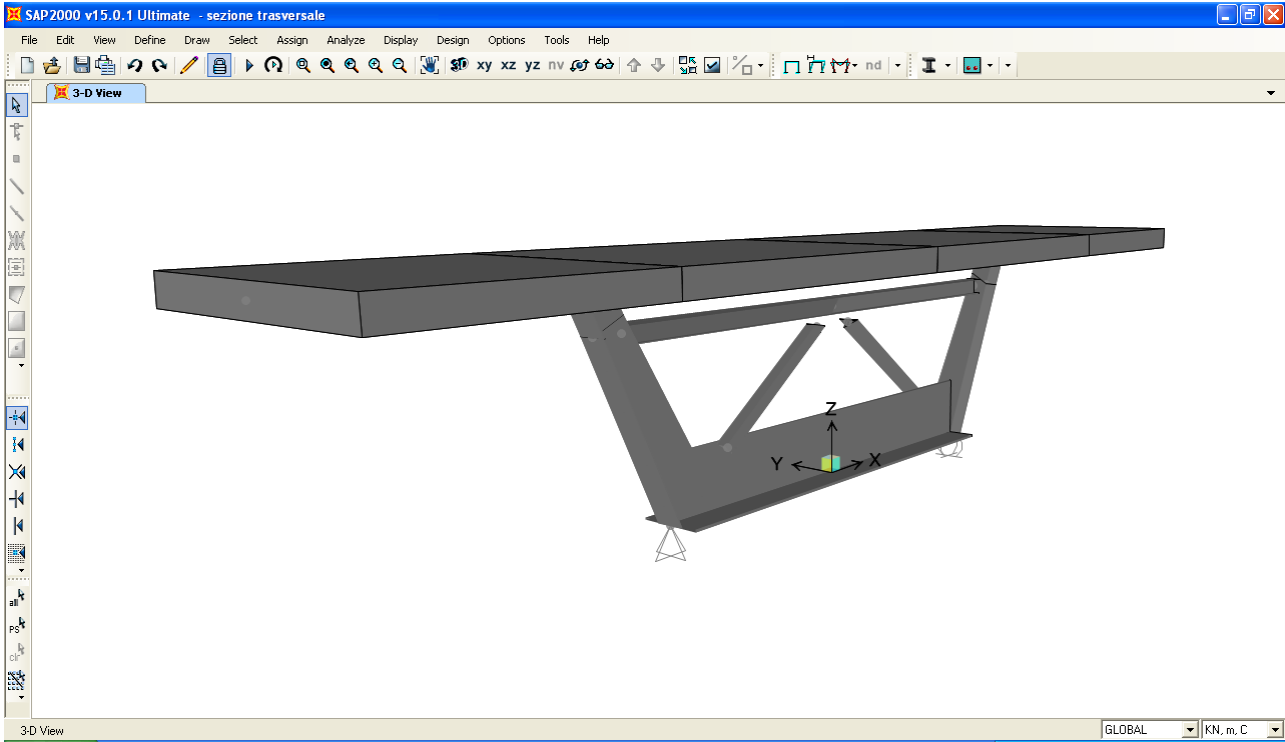 SAP2000 v15.0.1 Ultimate - sezione trasversale
File Edit View Define Draw Select Assign Analyze Display Design Options Tools Help
3D xy xz yz nv nd
3-D View
Z
Y X
all
PS
clr
3-D View GLOBAL KN, m, C